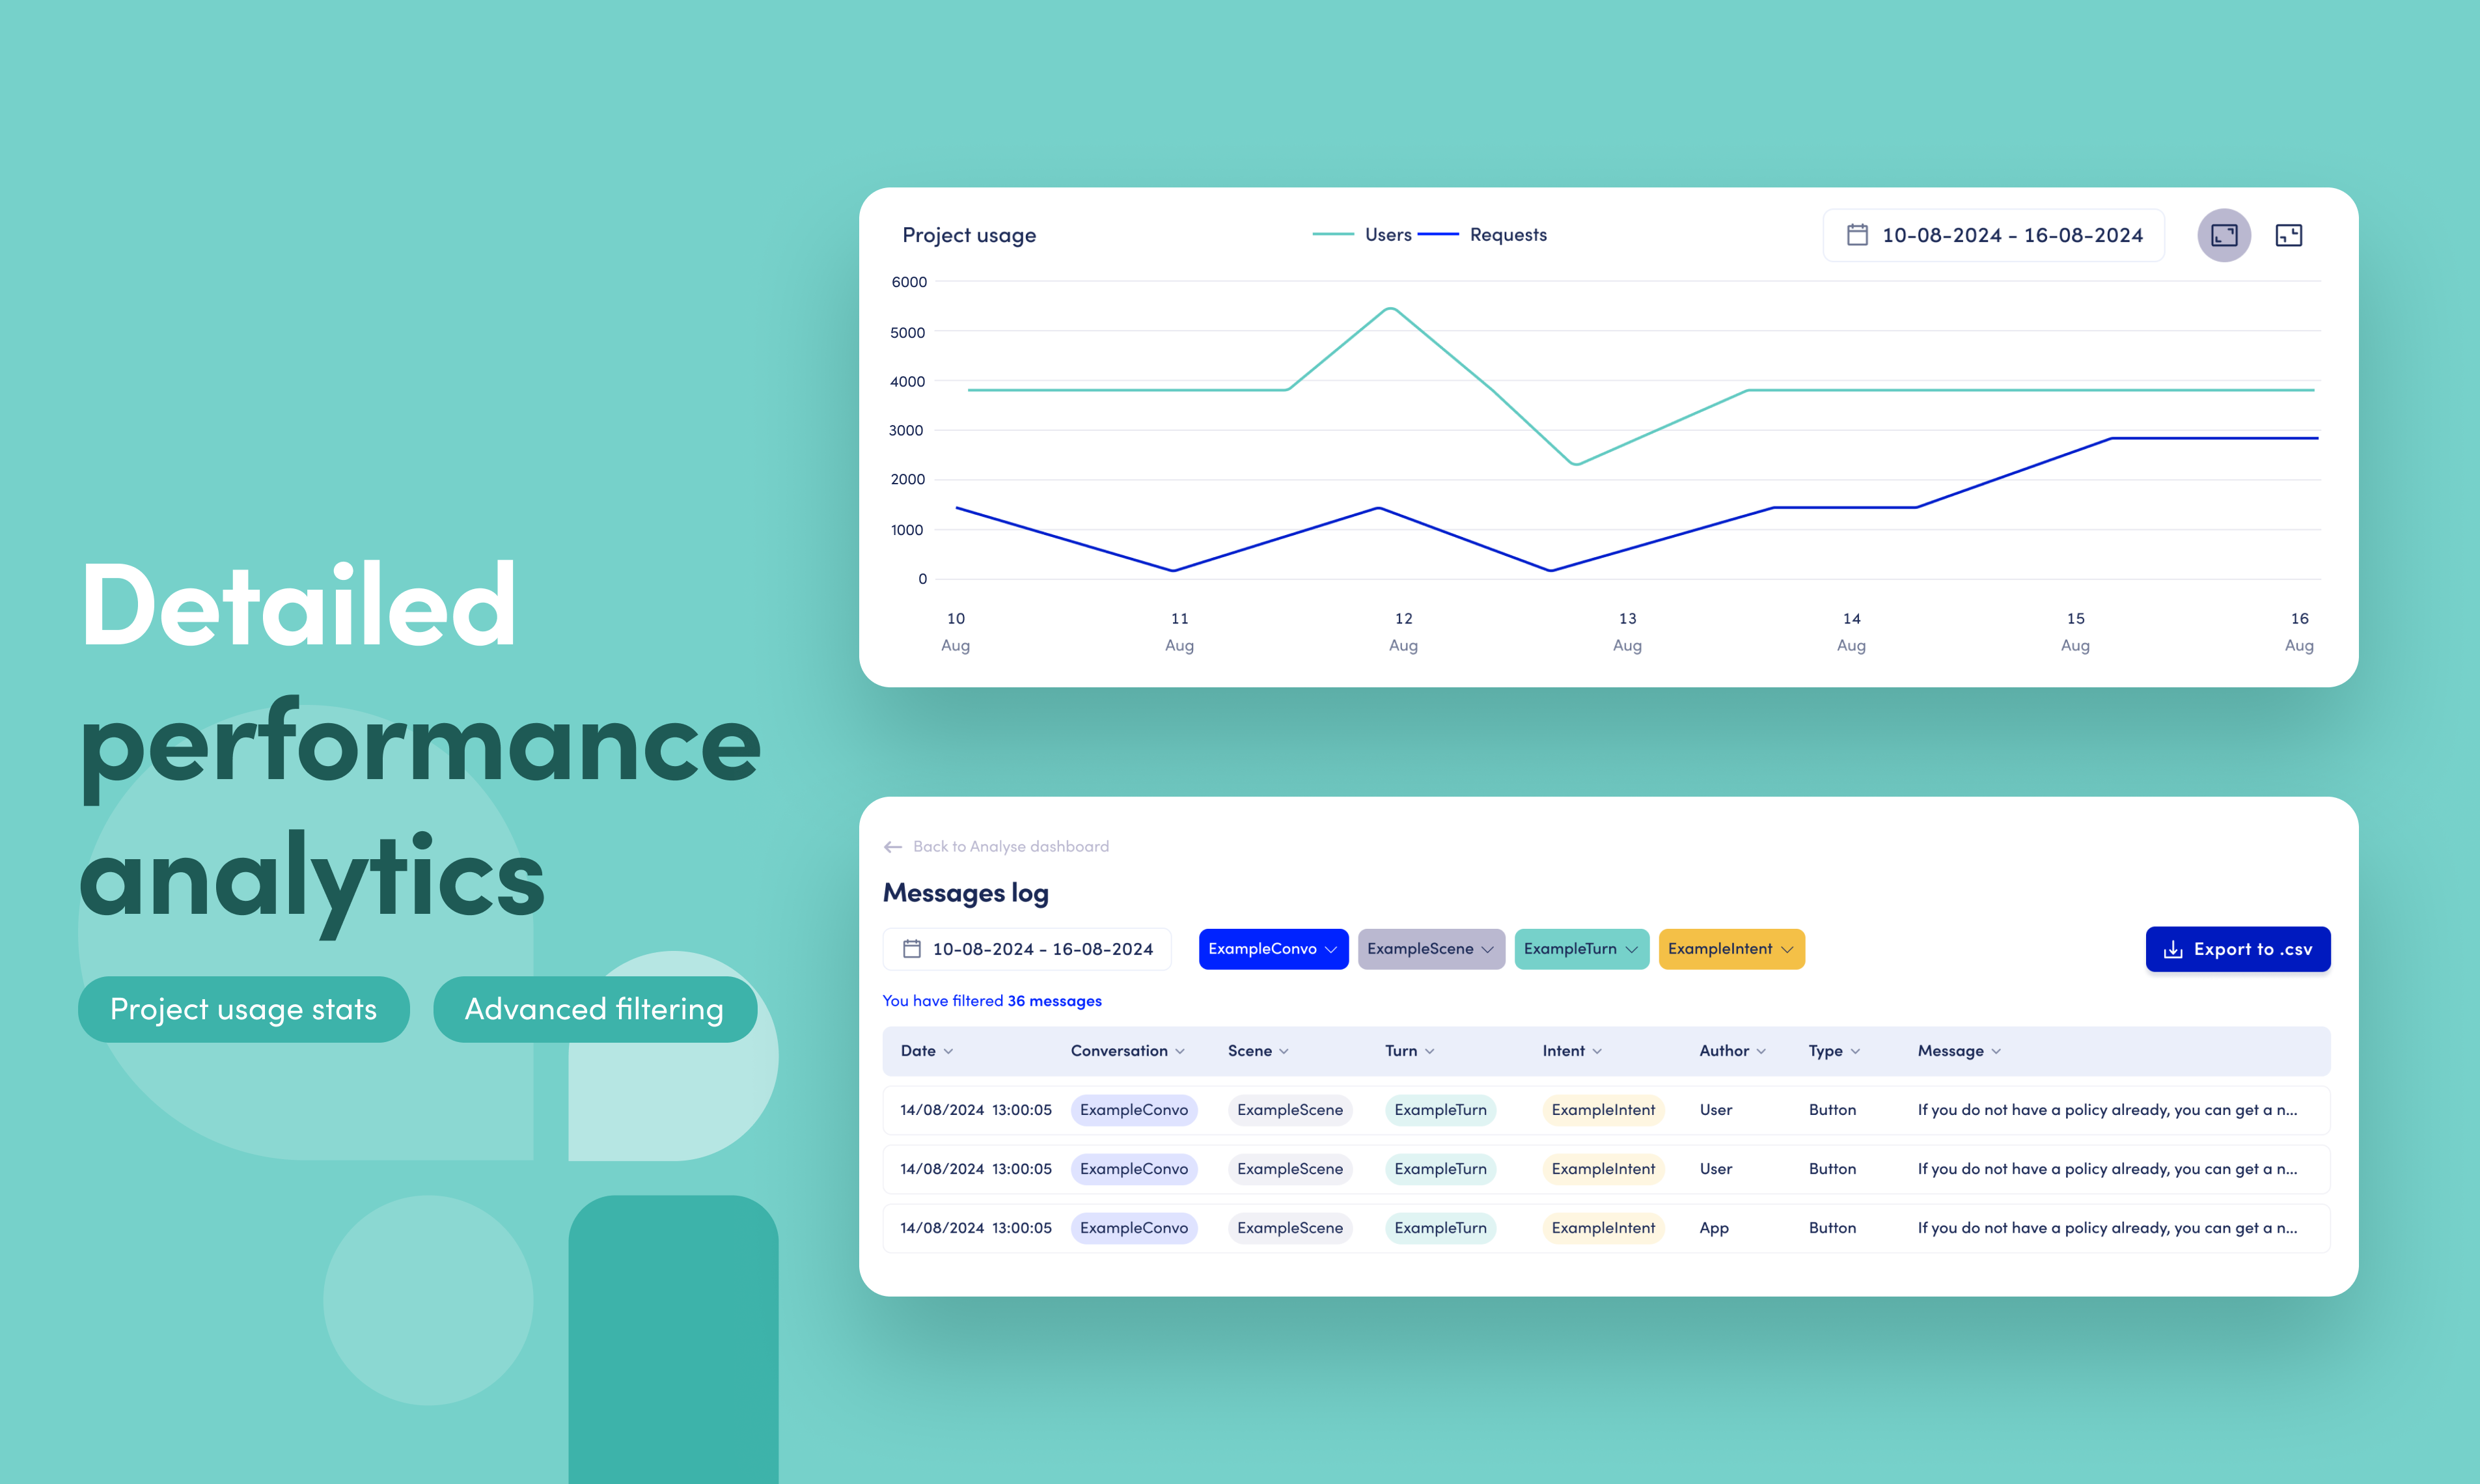 Detailed
performance
analytics
Project usage stats
Advanced filtering
Project usage
Users
Requests
10-08-2024 - 16-08-2024
6000
5000
4000
3000
2000
1000
0
10 11 12 13 14 15 16
Aug Aug Aug Aug Aug Aug Aug
Back to Analyse dashboard
Messages log
10-08-2024 - 16-08-2024 ExampleConvo ExampleScene ExampleTurn ExampleIntent Export to .csv
You have filtered 36 messages
Date Conversation Scene Turn Intent Author Type Message
14/08/2024 13:00:05 ExampleConvo ExampleScene ExampleTurn ExampleIntent User Button If you do not have a policy already, you can get a n...
14/08/2024 13:00:05 ExampleConvo ExampleScene ExampleTurn ExampleIntent User Button If you do not have a policy already, you can get a n...
14/08/2024 13:00:05 ExampleConvo ExampleScene ExampleTurn ExampleIntent App Button If you do not have a policy already, you can get a n...